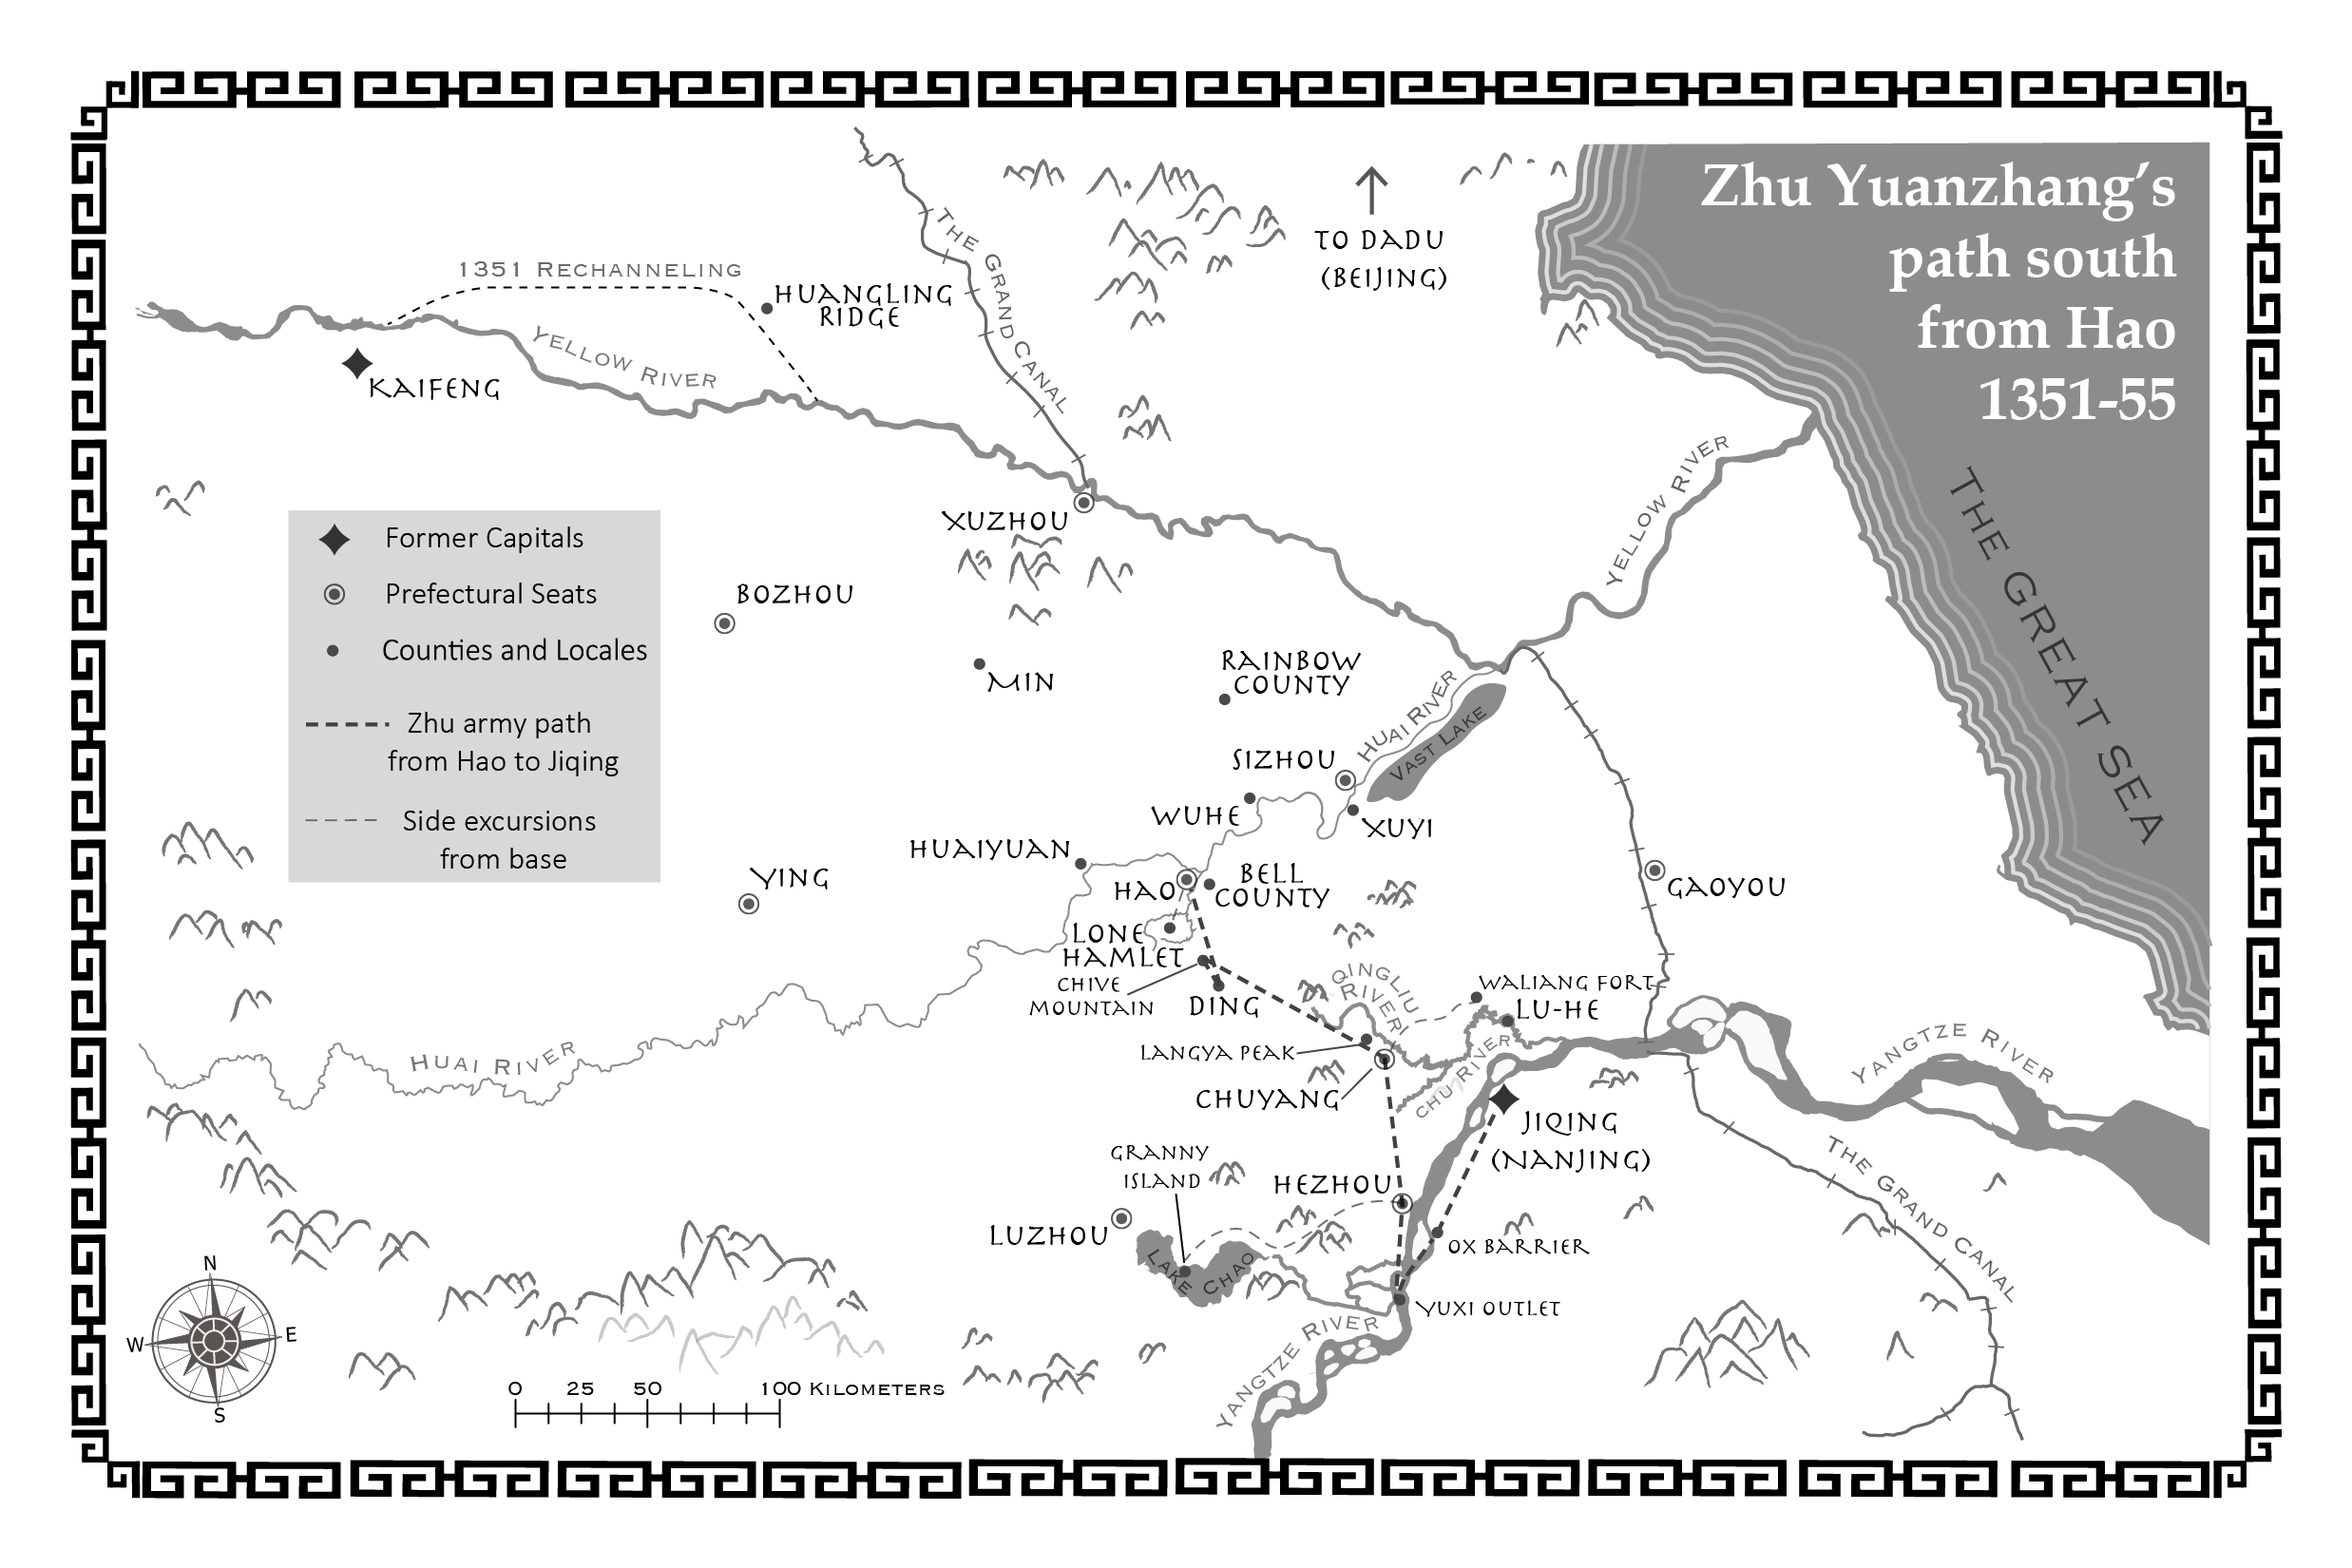 Zhu Yuanzhang's
path south
from Hao
1351-55
TO DADU
(BEIJING)
THE GRAND CANAL
1351 RECHANNELING
HUANGLING
RIDGE
YELLOW RIVER
KAIFENG
YELLOW RIVER
THE GREAT SEA
XUZHOU
Former Capitals
Prefectural Seats
Counties and Locales
Zhu army path
from Hao to Jiqing
Side excursions
from base
BOZHOU
MIN
RAINBOW
COUNTY
HUAI RIVER
VAST LAKE
SIZHOU
WUHE
XUYI
HUAIYUAN
YING
HAO
BELL
COUNTY
GAOYOU
LONE
HAMLET
CHIVE
MOUNTAIN
DING
QINGLIU
RIVER
WALIANG FORT
LU-HE
LANGYA PEAK
CHU RIVER
HUAI RIVER
YANGTZE RIVER
CHUYANG
JIQING
(NANJING)
THE GRAND CANAL
GRANNY
ISLAND
HEZHOU
LUZHOU
LAKE CHAO
OX BARRIER
YUXI OUTLET
YANGTZE RIVER
N
W
E
S
0 25 50 100 KILOMETERS